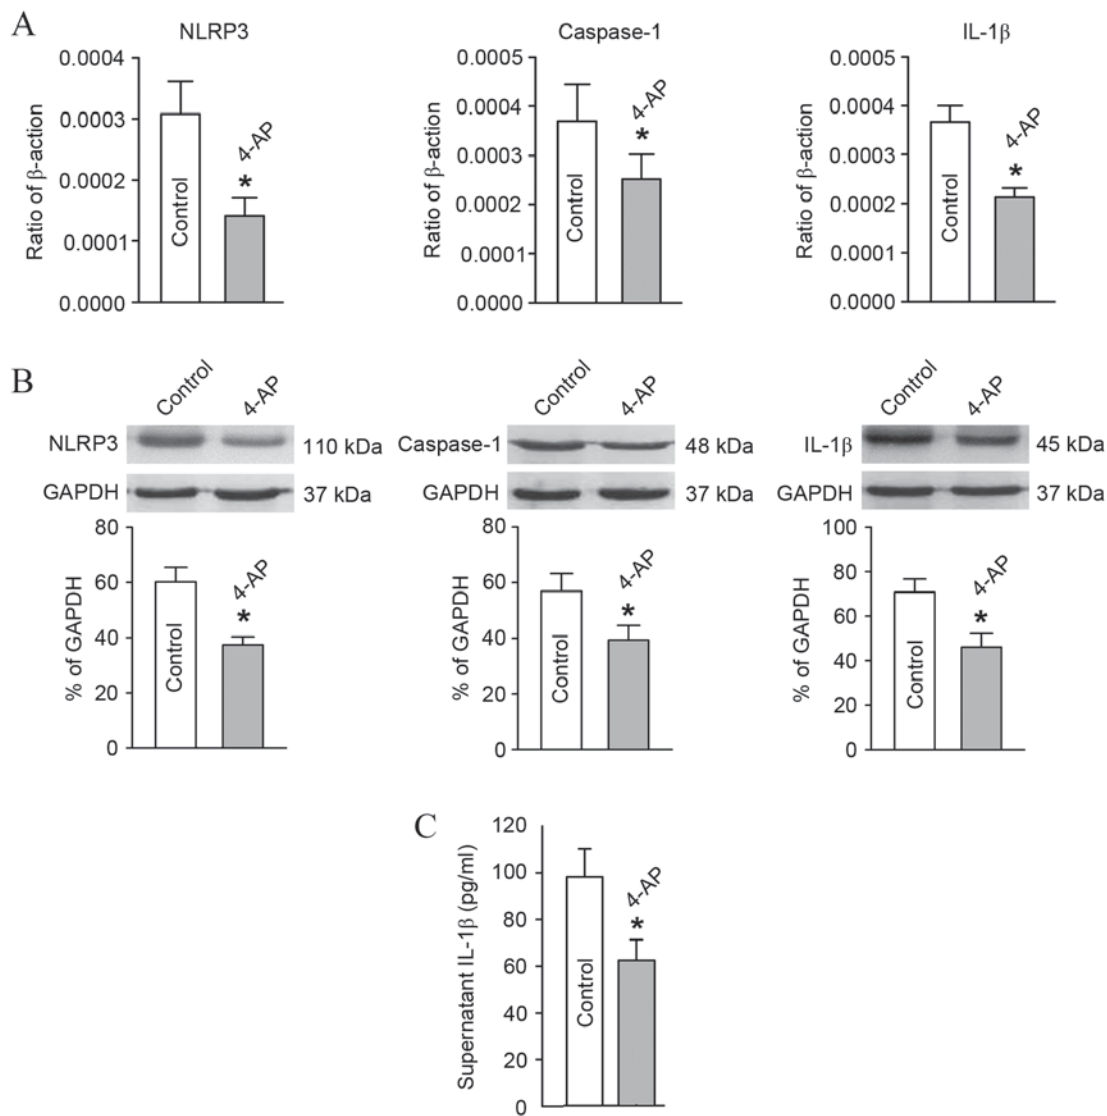 A
NLRP3
Caspase-1
IL-1β
0.0004
0.0003
0.0002
0.0001
0.0000
Ratio of β-action
Control
4-AP
*
0.0005
0.0004
0.0003
0.0002
0.0001
0.0000
Ratio of β-action
Control
4-AP
*
0.0005
0.0004
0.0003
0.0002
0.0001
0.0000
Ratio of β-action
Control
4-AP
*
B
Control
4-AP
NLRP3
110 kDa
GAPDH
37 kDa
80
60
40
20
0
% of GAPDH
Control
4-AP
*
Control
4-AP
Caspase-1
48 kDa
GAPDH
37 kDa
80
60
40
20
0
% of GAPDH
Control
4-AP
*
Control
4-AP
IL-1β
45 kDa
GAPDH
37 kDa
100
80
60
40
20
0
% of GAPDH
Control
4-AP
*
C
120
100
80
60
40
20
0
Supernatant IL-1β (pg/ml)
Control
4-AP
*